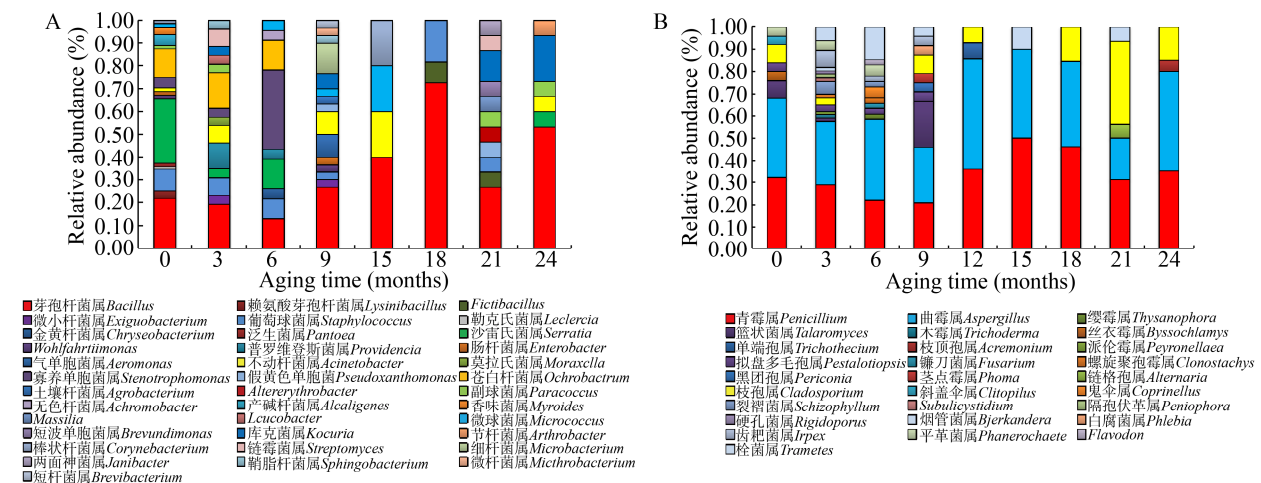 A
1.00
0.90
0.80
0.70
0.60
0.50
0.40
0.30
0.20
0.10
0.00
Relative abundance (%)
0 3 6 9 15 18 21 24
Aging time (months)
芽孢杆菌属Bacillus
微小杆菌属Exiguobacterium
金黄杆菌属Chryseobacterium
Wohlfahrtiimonas
气单胞菌属Aeromonas
寡养单胞菌属Stenotrophomonas
土壤杆菌属Agrobacterium
无色杆菌属Achromobacter
Massilia
短波单胞菌属Brevundimonas
棒状杆菌属Corynebacterium
两面神菌属Janibacter
短杆菌属Brevibacterium
赖氨酸芽孢杆菌属Lysinibacillus
葡萄球菌属Staphylococcus
泛生菌属Pantoea
普罗维登斯菌属Providencia
不动杆菌属Acinetobacter
假黄色单胞菌Pseudoxanthomonas
Altererythrobacter
产碱杆菌属Alcaligenes
Lcucobacter
库克菌属Kocuria
链霉菌属Streptomyces
鞘脂杆菌属Sphingobacterium
Fictibacillus
勒克氏菌属Leclercia
沙雷氏菌属Serratia
肠杆菌属Enterobacter
莫拉氏菌属Moraxclla
苍白杆菌属Ochrobactrum
副球菌属Paracoccus
香味菌属Myroides
微球菌属Micrococcus
节杆菌属Arthrobacter
细杆菌属Microbacterium
微杆菌属Micthrobacterium
B
1.00
0.90
0.80
0.70
0.60
0.50
0.40
0.30
0.20
0.10
0.00
Relative abundance (%)
0 3 6 9 12 15 18 21 24
Aging time (months)
青霉属Penicillium
篮状菌属Talaromyces
单端孢属Trichothecium
拟盘多毛孢属Pestalotiopsis
黑团孢属Periconia
枝孢属Cladosporium
裂褶菌属Schizophyllum
硬孔菌属Rigidoporus
齿耙菌属Irpex
栓菌属Trametes
曲霉属Aspergillus
木霉属Trichoderma
枝顶孢属Acremonium
镰刀菌属Fusarium
茎点霉属Phoma
斜盖伞属Clitopilus
Subulicystidium
烟管菌属Bjerkandera
平革菌属Phanerochaete
缨霉属Thysanophora
丝衣霉属Byssochlamys
派伦霉属Peyronellaea
螺旋聚孢霉属Clonostachys
链格孢属Alternaria
鬼伞属Coprinellus
隔孢伏革属Peniophora
白腐菌属Phlebia
Flavodon